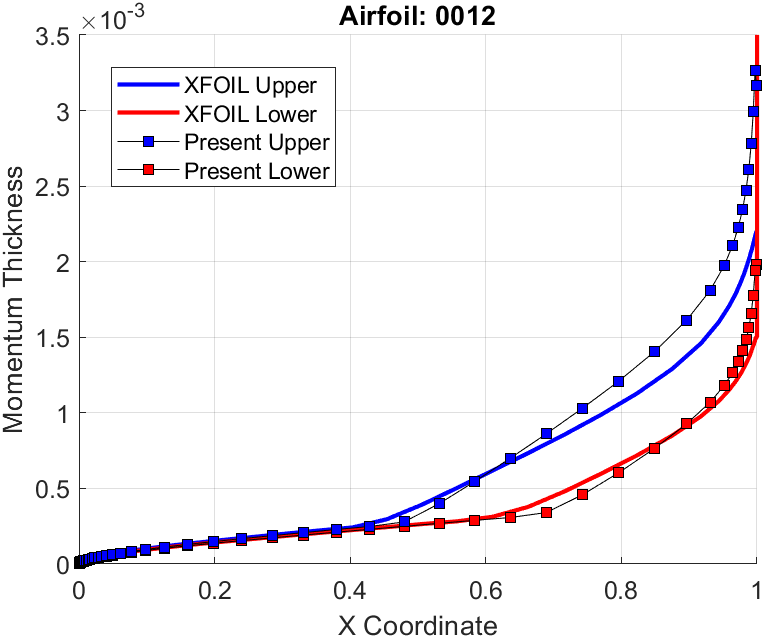 Airfoil: 0012
×10⁻³
3.5
3
2.5
2
1.5
1
0.5
0
Momentum Thickness
XFOIL Upper
XFOIL Lower
Present Upper
Present Lower
0 0.2 0.4 0.6 0.8 1
X Coordinate